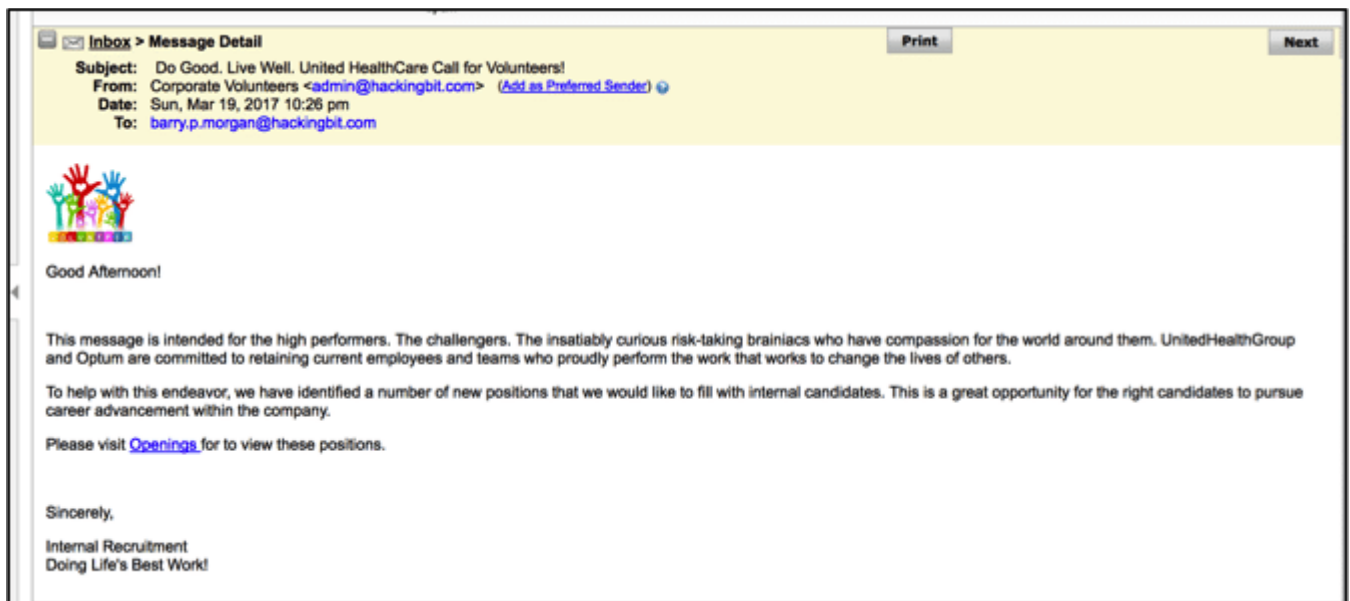 Inbox > Message Detail
Print
Next
Subject: Do Good. Live Well. United HealthCare Call for Volunteers!
From: Corporate Volunteers <admin@hackingbit.com> (Add as Preferred Sender)
Date: Sun, Mar 19, 2017 10:26 pm
To: barry.p.morgan@hackingbit.com
VOLUNTEER
Good Afternoon!
This message is intended for the high performers. The challengers. The insatiably curious risk-taking brainiacs who have compassion for the world around them. UnitedHealthGroup
and Optum are committed to retaining current employees and teams who proudly perform the work that works to change the lives of others.
To help with this endeavor, we have identified a number of new positions that we would like to fill with internal candidates. This is a great opportunity for the right candidates to pursue
career advancement within the company.
Please visit Openings for to view these positions.
Sincerely,
Internal Recruitment
Doing Life's Best Work!